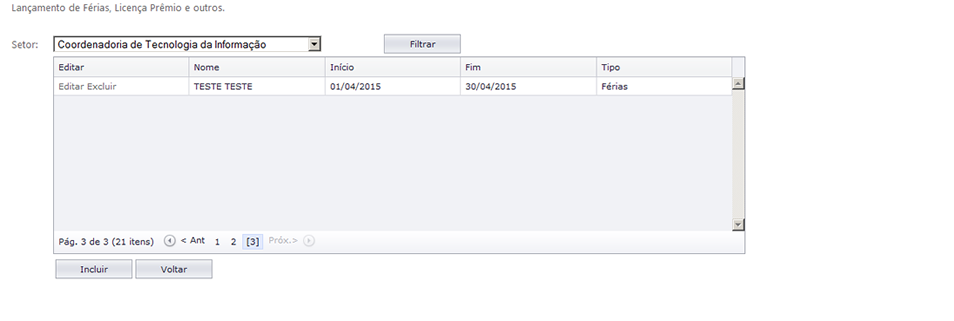 Lançamento de Férias, Licença Prêmio e outros.
Setor: Coordenadoria de Tecnologia da Informação Filtrar
Editar Nome Início Fim Tipo
Editar Excluir TESTE TESTE 01/04/2015 30/04/2015 Férias
Pág. 3 de 3 (21 itens) < Ant 1 2 [3] Próx.>
Incluir Voltar